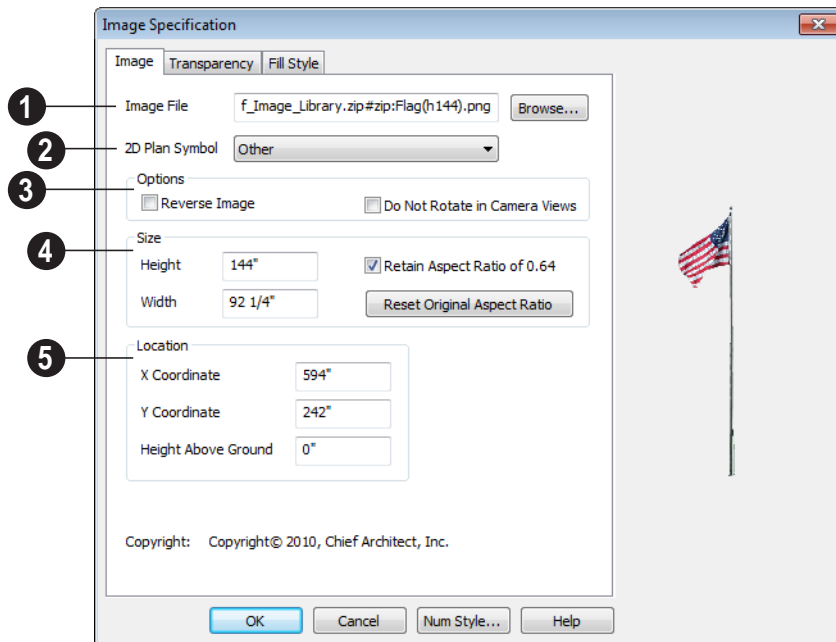 Image Specification
Image Transparency Fill Style
1 Image File f_Image_Library.zip#zip:Flag(h144).png Browse...
2 2D Plan Symbol Other
3 Options
Reverse Image Do Not Rotate in Camera Views
4 Size
Height 144" Retain Aspect Ratio of 0.64
Width 92 1/4" Reset Original Aspect Ratio
5 Location
X Coordinate 594"
Y Coordinate 242"
Height Above Ground 0"
Copyright: Copyright© 2010, Chief Architect, Inc.
OK Cancel Num Style... Help